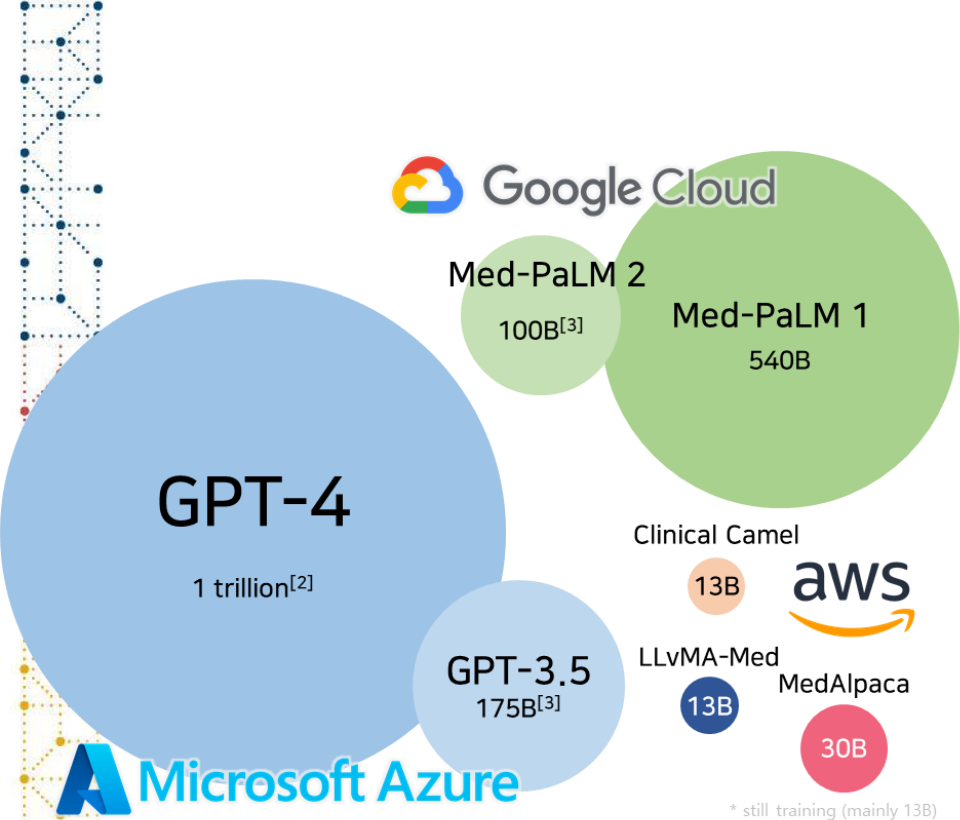 Google Cloud
Med-PaLM 2
100B[3]
Med-PaLM 1
540B
GPT-4
1 trillion[2]
GPT-3.5
175B[3]
Microsoft Azure
Clinical Camel
13B
aws
LLvMA-Med
13B
MedAlpaca
30B
* still training (mainly 13B)